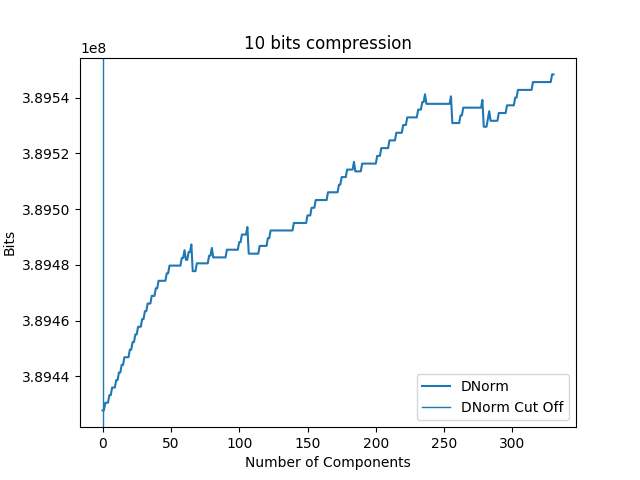 10 bits compression
1e8
3.8954
3.8952
3.8950
3.8948
3.8946
3.8944
Bits
0 50 100 150 200 250 300
Number of Components
DNorm
DNorm Cut Off